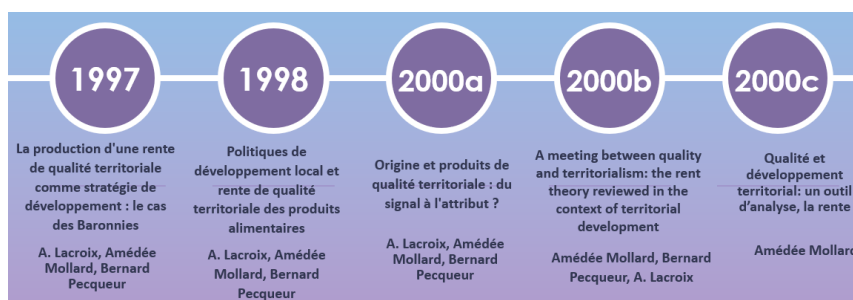 1997
La production d'une rente
de qualité territoriale
comme stratégie de
développement : le cas
des Baronnies
A. Lacroix, Amédée
Mollard, Bernard
Pecqueur
1998
Politiques de
développement local et
rente de qualité
territoriale des produits
alimentaires
A. Lacroix, Amédée
Mollard, Bernard
Pecqueur
2000a
Origine et produits de
qualité territoriale : du
signal à l'attribut ?
A. Lacroix, Amédée
Mollard, Bernard
Pecqueur
2000b
A meeting between quality
and territorialism: the rent
theory reviewed in the
context of territorial
development
Amédée Mollard, Bernard
Pecqueur, A. Lacroix
2000c
Qualité et
développement
territorial: un outil
d’analyse, la rente
Amédée Mollard